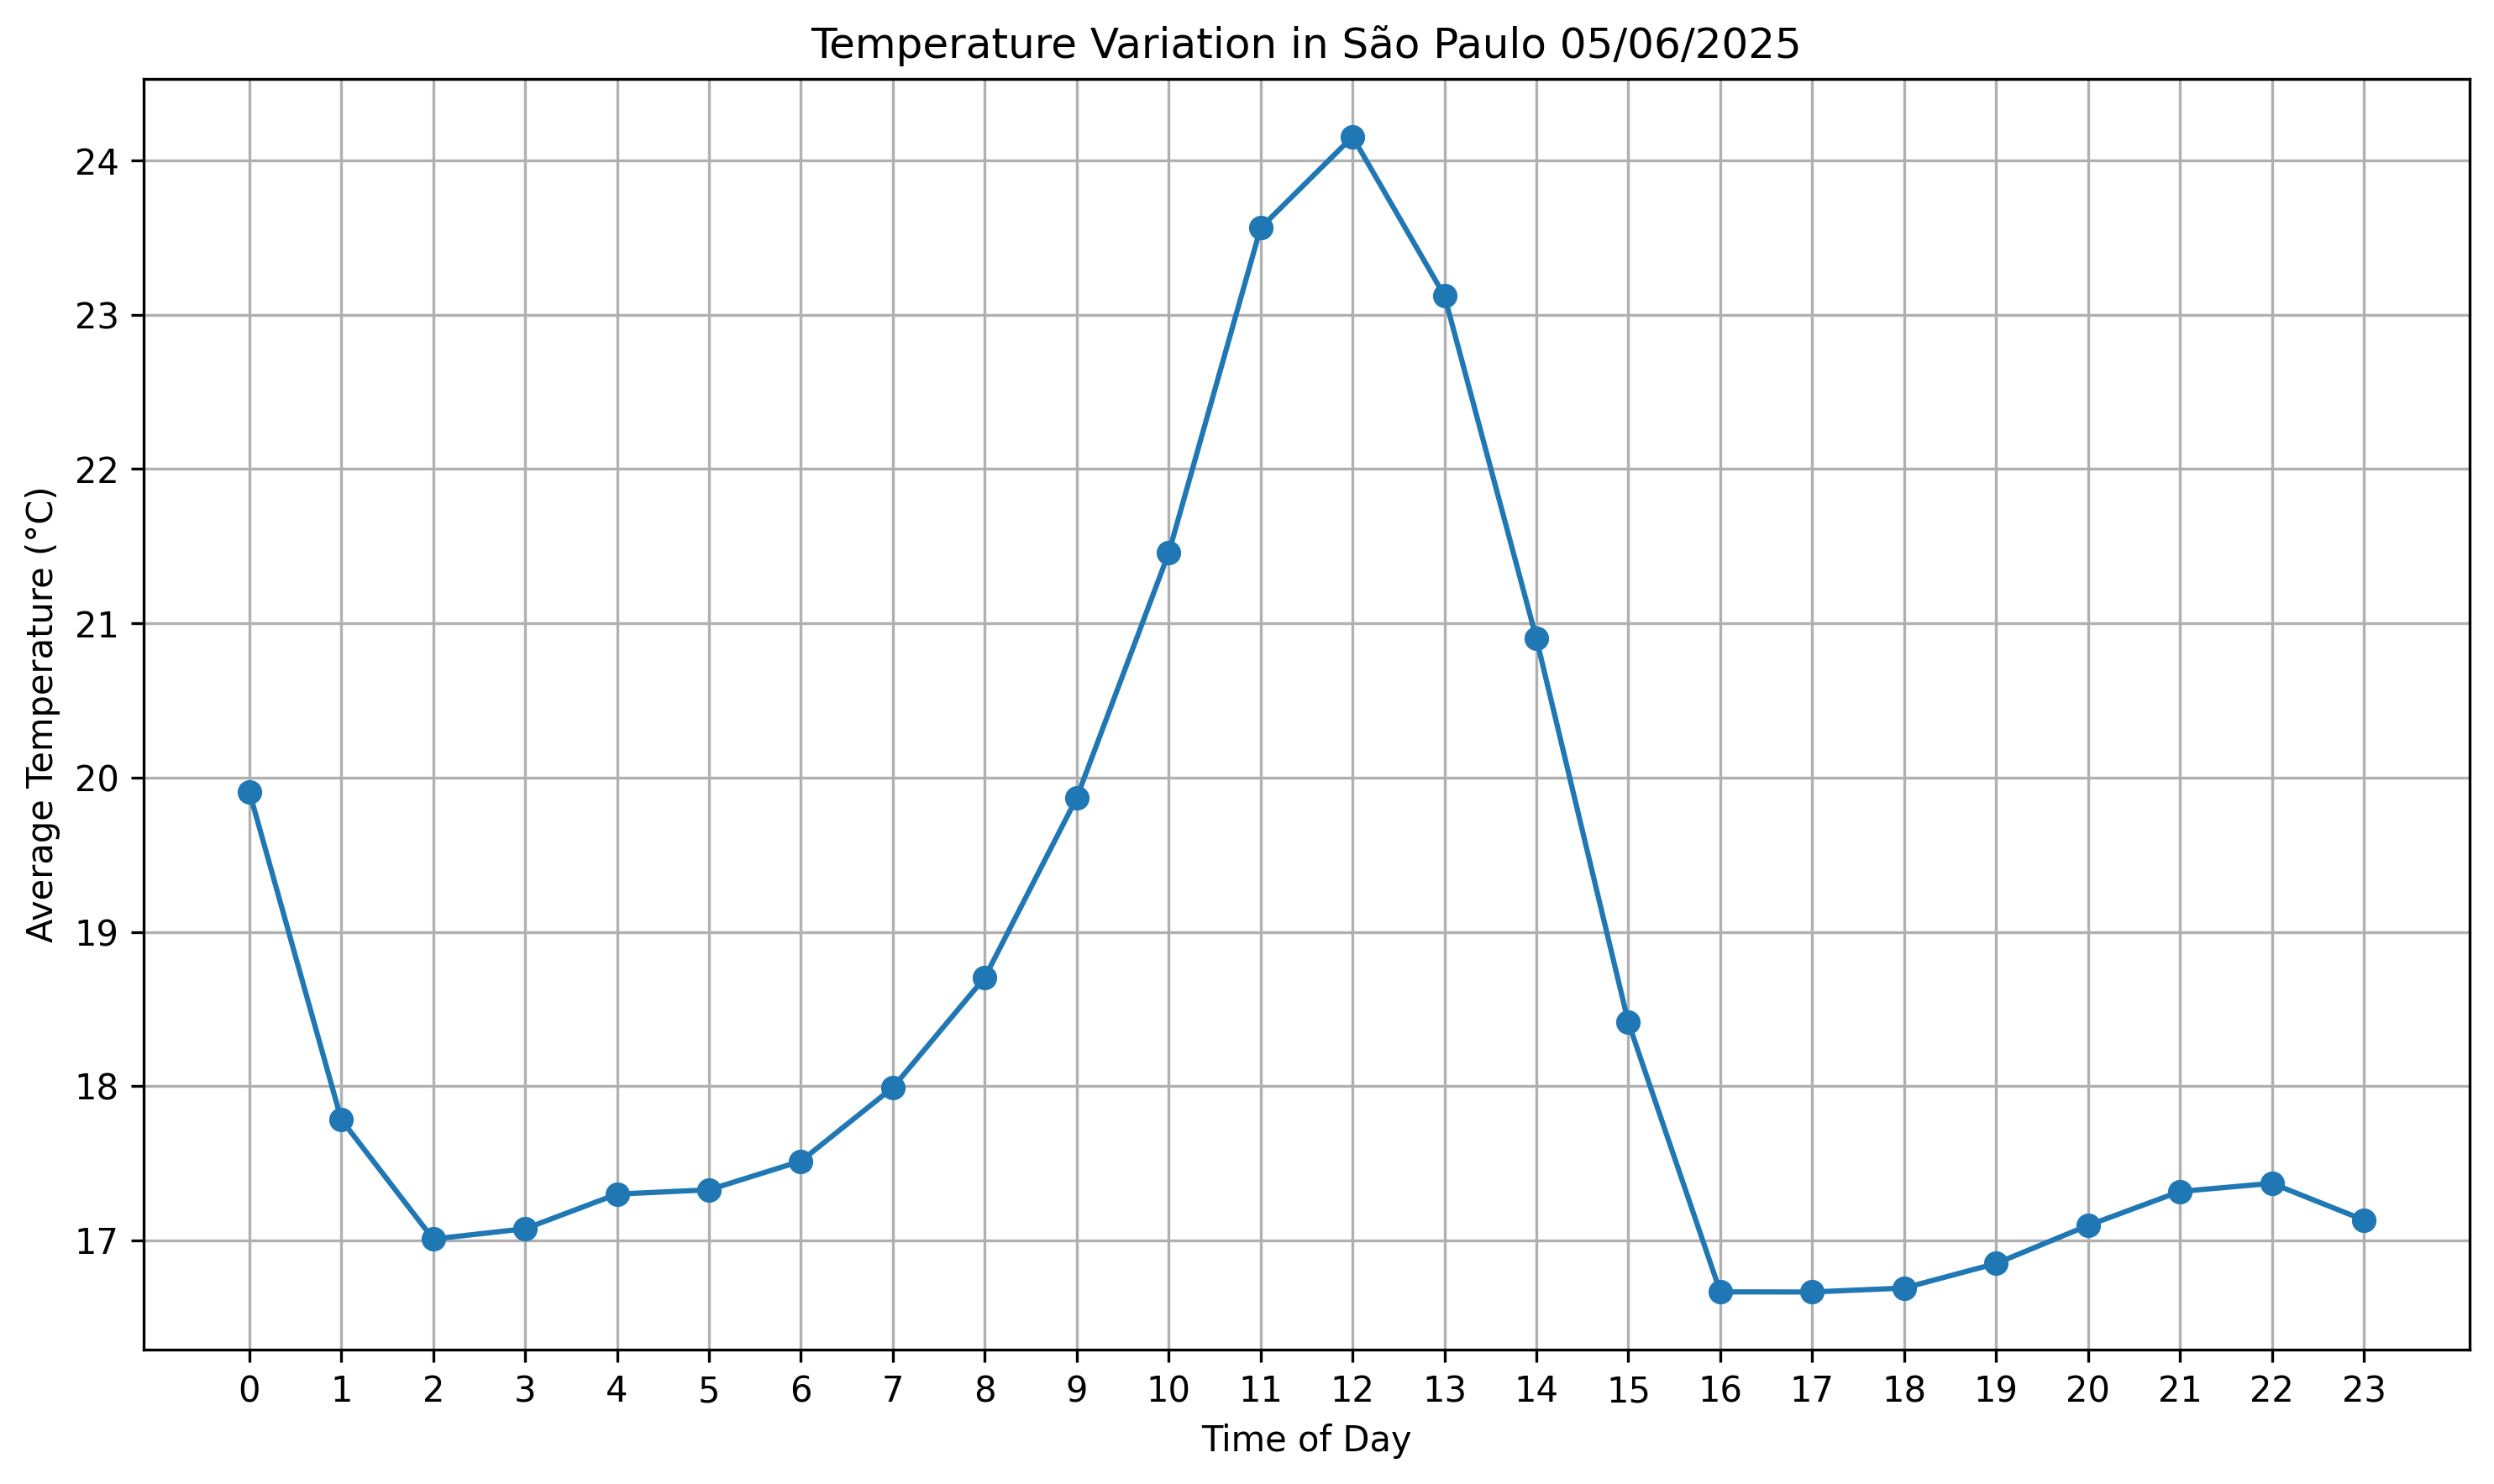 Temperature Variation in São Paulo 05/06/2025
Average Temperature (°C)
24
23
22
21
20
19
18
17
0 1 2 3 4 5 6 7 8 9 10 11 12 13 14 15 16 17 18 19 20 21 22 23
Time of Day